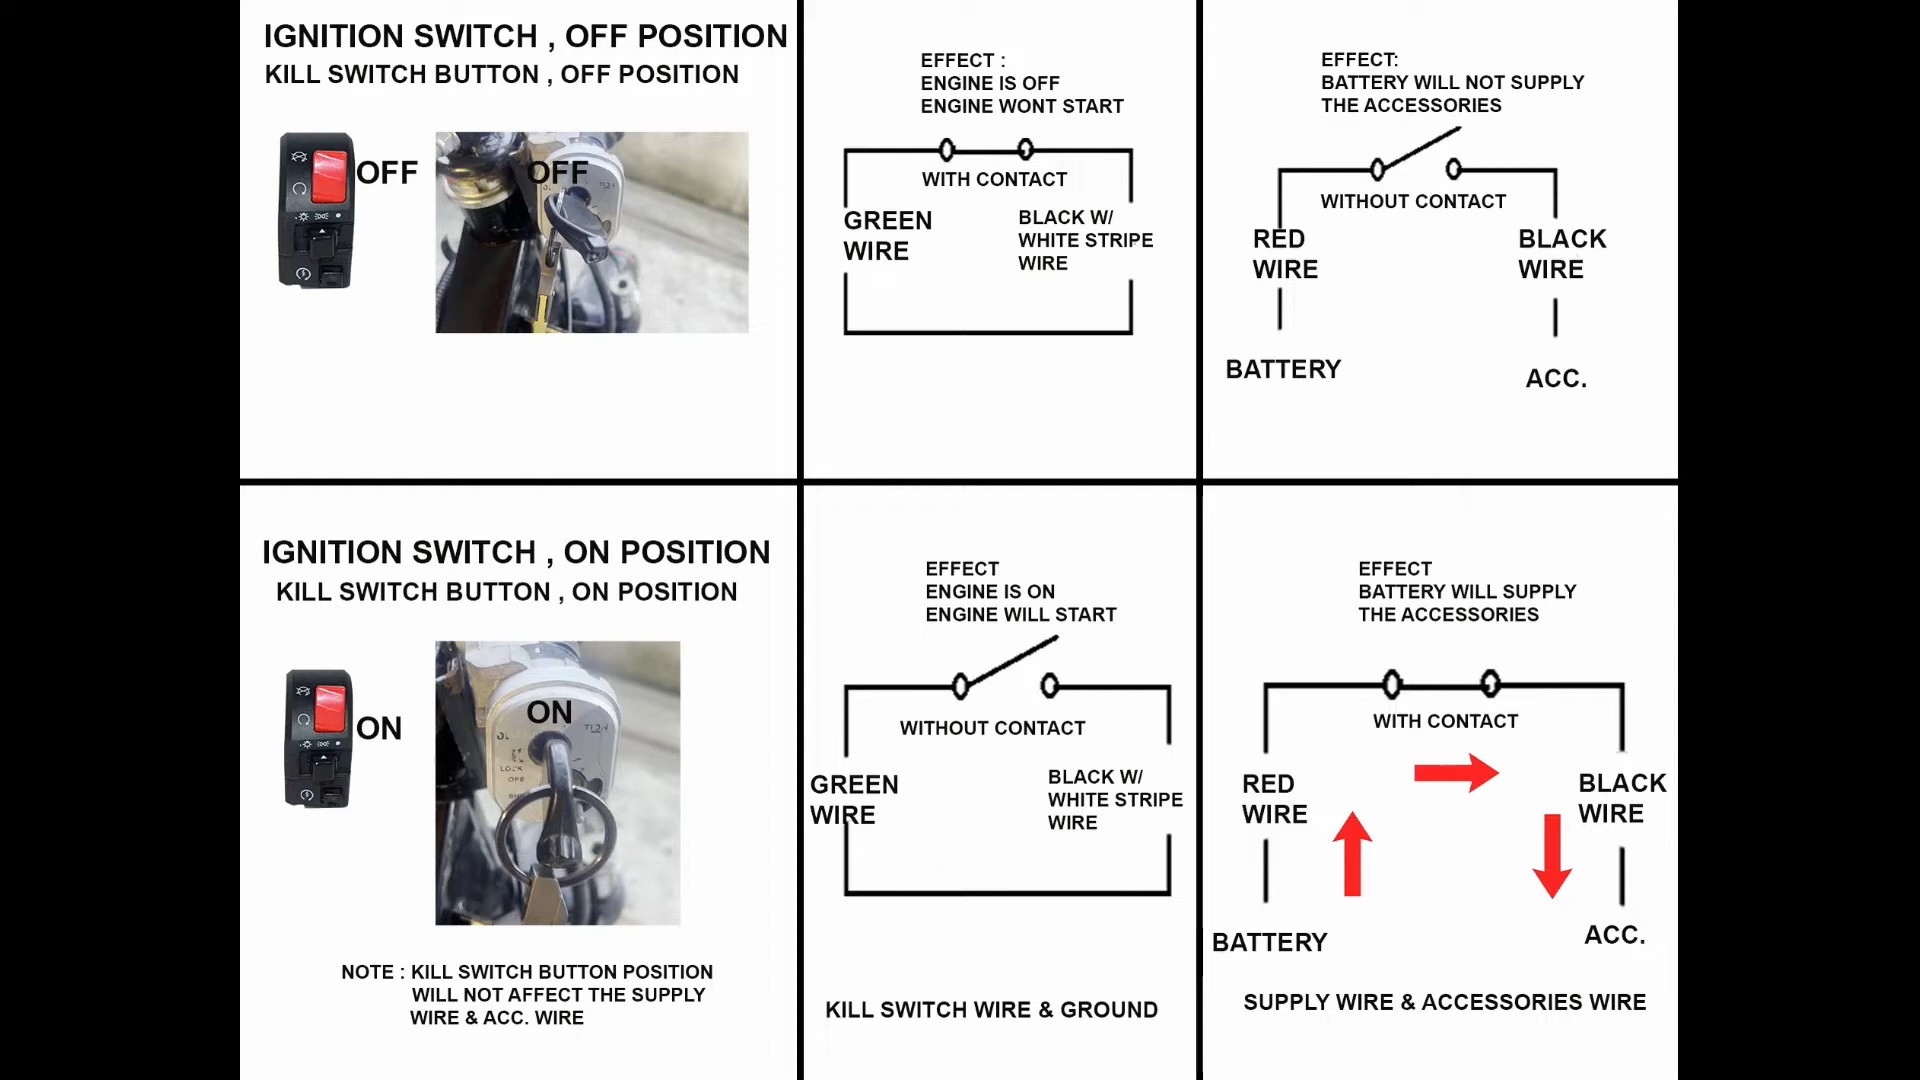 IGNITION SWITCH , OFF POSITION
KILL SWITCH BUTTON , OFF POSITION
OFF
OFF
EFFECT :
ENGINE IS OFF
ENGINE WONT START
WITH CONTACT
GREEN
WIRE
BLACK W/
WHITE STRIPE
WIRE
EFFECT:
BATTERY WILL NOT SUPPLY
THE ACCESSORIES
WITHOUT CONTACT
RED
WIRE
BLACK
WIRE
BATTERY
ACC.
IGNITION SWITCH , ON POSITION
KILL SWITCH BUTTON , ON POSITION
ON
ON
LOCK
OFF
NOTE : KILL SWITCH BUTTON POSITION
WILL NOT AFFECT THE SUPPLY
WIRE & ACC. WIRE
EFFECT
ENGINE IS ON
ENGINE WILL START
WITHOUT CONTACT
GREEN
WIRE
BLACK W/
WHITE STRIPE
WIRE
KILL SWITCH WIRE & GROUND
EFFECT
BATTERY WILL SUPPLY
THE ACCESSORIES
WITH CONTACT
RED
WIRE
BLACK
WIRE
BATTERY
ACC.
SUPPLY WIRE & ACCESSORIES WIRE